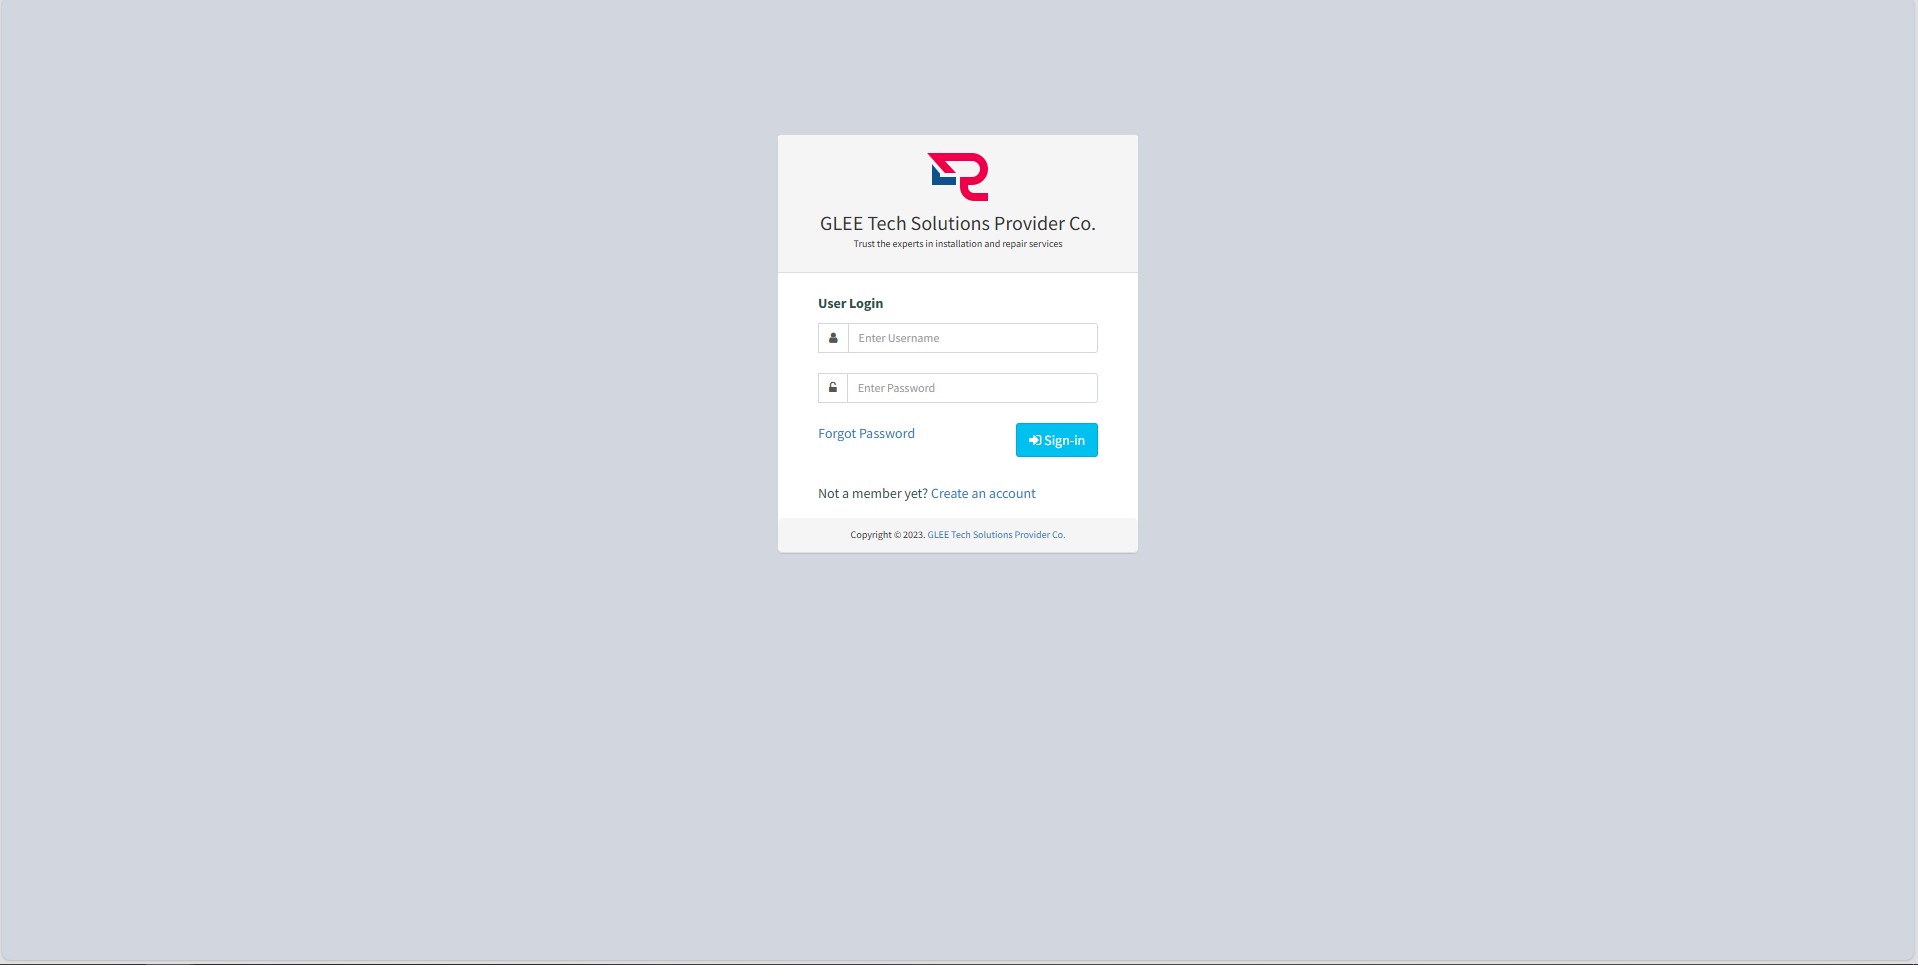 GLEE Tech Solutions Provider Co.
Trust the experts in installation and repair services
User Login
Enter Username
Enter Password
Forgot Password
Sign-in
Not a member yet? Create an account
Copyright © 2023. GLEE Tech Solutions Provider Co.